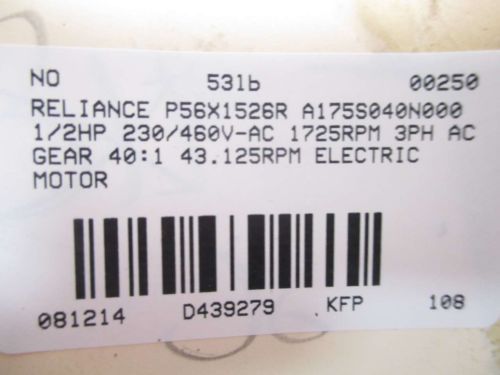 NO 531b 00250
RELIANCE P56X1526R A175S040N000
1/2HP 230/460V-AC 1725RPM 3PH AC
GEAR 40:1 43.125RPM ELECTRIC
MOTOR
081214 D439279 KFP 108